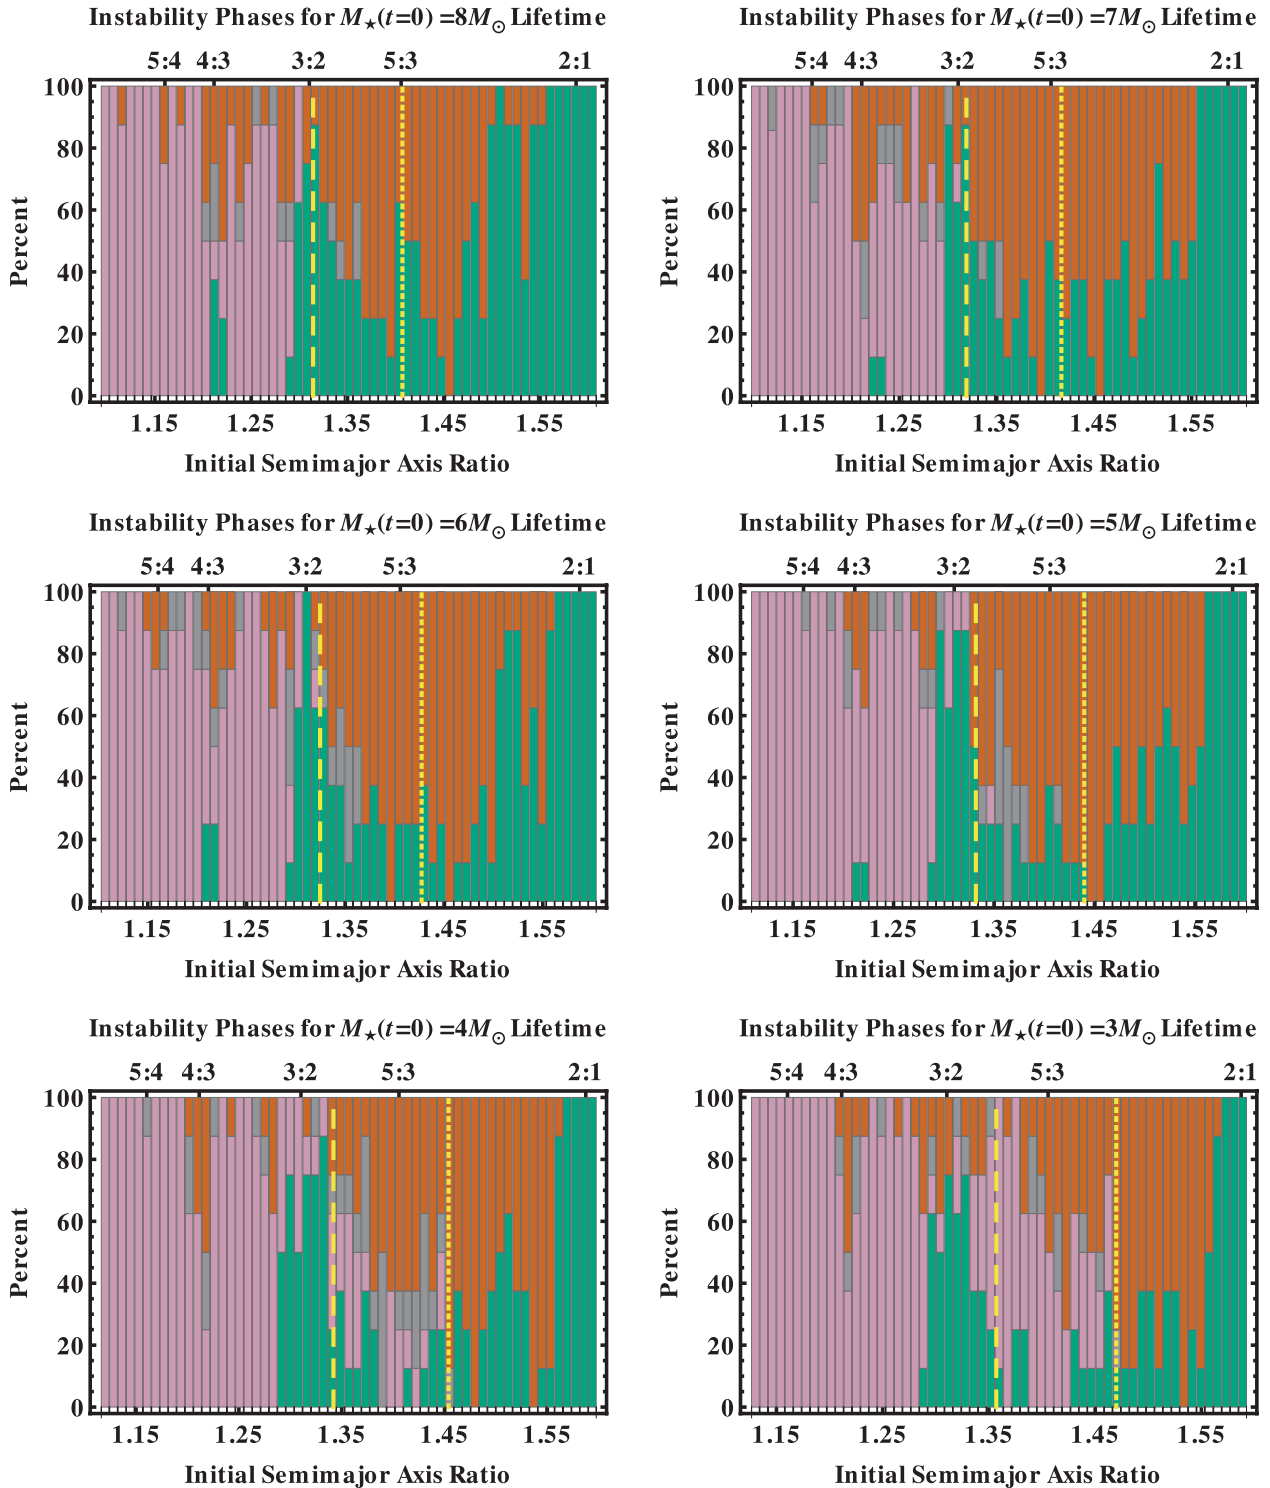 Instability Phases for M★(t=0) =8M⊙ Lifetime
5:4 4:3 3:2 5:3 2:1
100
80
60
40
20
0
Percent
1.15 1.25 1.35 1.45 1.55
Initial Semimajor Axis Ratio
Instability Phases for M★(t=0) =7M⊙ Lifetime
5:4 4:3 3:2 5:3 2:1
100
80
60
40
20
0
Percent
1.15 1.25 1.35 1.45 1.55
Initial Semimajor Axis Ratio
Instability Phases for M★(t=0) =6M⊙ Lifetime
5:4 4:3 3:2 5:3 2:1
100
80
60
40
20
0
Percent
1.15 1.25 1.35 1.45 1.55
Initial Semimajor Axis Ratio
Instability Phases for M★(t=0) =5M⊙ Lifetime
5:4 4:3 3:2 5:3 2:1
100
80
60
40
20
0
Percent
1.15 1.25 1.35 1.45 1.55
Initial Semimajor Axis Ratio
Instability Phases for M★(t=0) =4M⊙ Lifetime
5:4 4:3 3:2 5:3 2:1
100
80
60
40
20
0
Percent
1.15 1.25 1.35 1.45 1.55
Initial Semimajor Axis Ratio
Instability Phases for M★(t=0) =3M⊙ Lifetime
5:4 4:3 3:2 5:3 2:1
100
80
60
40
20
0
Percent
1.15 1.25 1.35 1.45 1.55
Initial Semimajor Axis Ratio